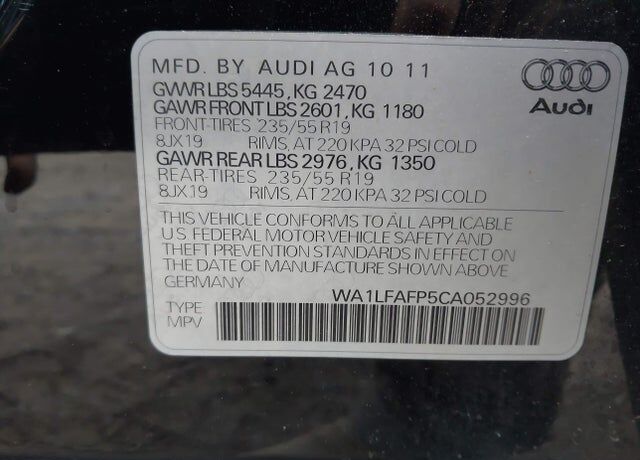 MFD. BY AUDI AG 10 11
GVWR LBS 5445, KG 2470
GAWR FRONT LBS 2601, KG 1180
FRONT-TIRES 235/55 R19
8JX19 RIMS, AT 220 KPA 32 PSI COLD
GAWR REAR LBS 2976, KG 1350
REAR-TIRES 235/55 R19
8JX19 RIMS, AT 220 KPA 32 PSI COLD
THIS VEHICLE CONFORMS TO ALL APPLICABLE
U.S. FEDERAL MOTOR VEHICLE SAFETY AND
THEFT PREVENTION STANDARDS IN EFFECT ON
THE DATE OF MANUFACTURE SHOWN ABOVE
GERMANY
WA1LFAFP5CA052996
TYPE
MPV
Audi